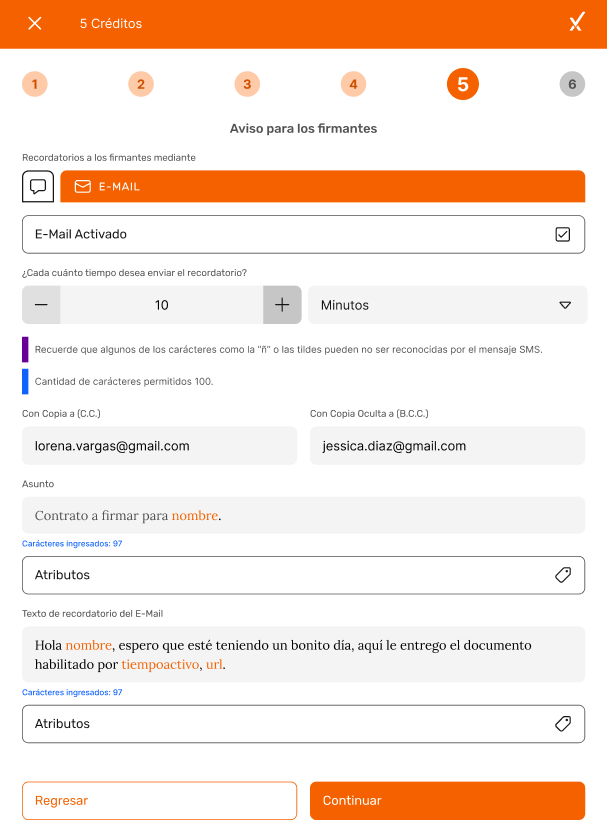 5 Créditos
1 2 3 4 5 6
Aviso para los firmantes
Recordatorios a los firmantes mediante
E-MAIL
E-Mail Activado
¿Cada cuánto tiempo desea enviar el recordatorio?
10 Minutos
Recuerde que algunos de los carácteres como la "ñ" o las tildes pueden no ser reconocidas por el mensaje SMS.
Cantidad de carácteres permitidos 100.
Con Copia a (C.C.) Con Copia Oculta a (B.C.C.)
lorena.vargas@gmail.com jessica.diaz@gmail.com
Asunto
Contrato a firmar para nombre.
Carácteres ingresados: 97
Atributos
Texto de recordatorio del E-Mail
Hola nombre, espero que esté teniendo un bonito día, aquí le entrego el documento
habilitado por tiempoactivo, url.
Carácteres ingresados: 97
Atributos
Regresar Continuar